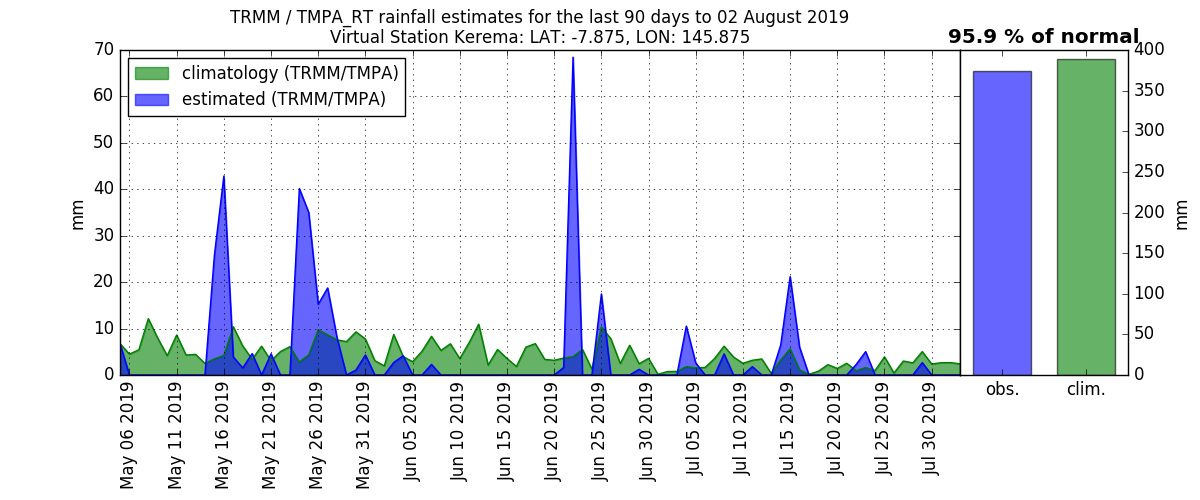 TRMM / TMPA_RT rainfall estimates for the last 90 days to 02 August 2019
Virtual Station Kerema: LAT: -7.875, LON: 145.875
95.9 % of normal
climatology (TRMM/TMPA)
estimated (TRMM/TMPA)
70
60
50
40
30
20
10
0
mm
May 06 2019
May 11 2019
May 16 2019
May 21 2019
May 26 2019
May 31 2019
Jun 05 2019
Jun 10 2019
Jun 15 2019
Jun 20 2019
Jun 25 2019
Jun 30 2019
Jul 05 2019
Jul 10 2019
Jul 15 2019
Jul 20 2019
Jul 25 2019
Jul 30 2019
obs.
clim.
400
350
300
250
200
150
100
50
0
mm